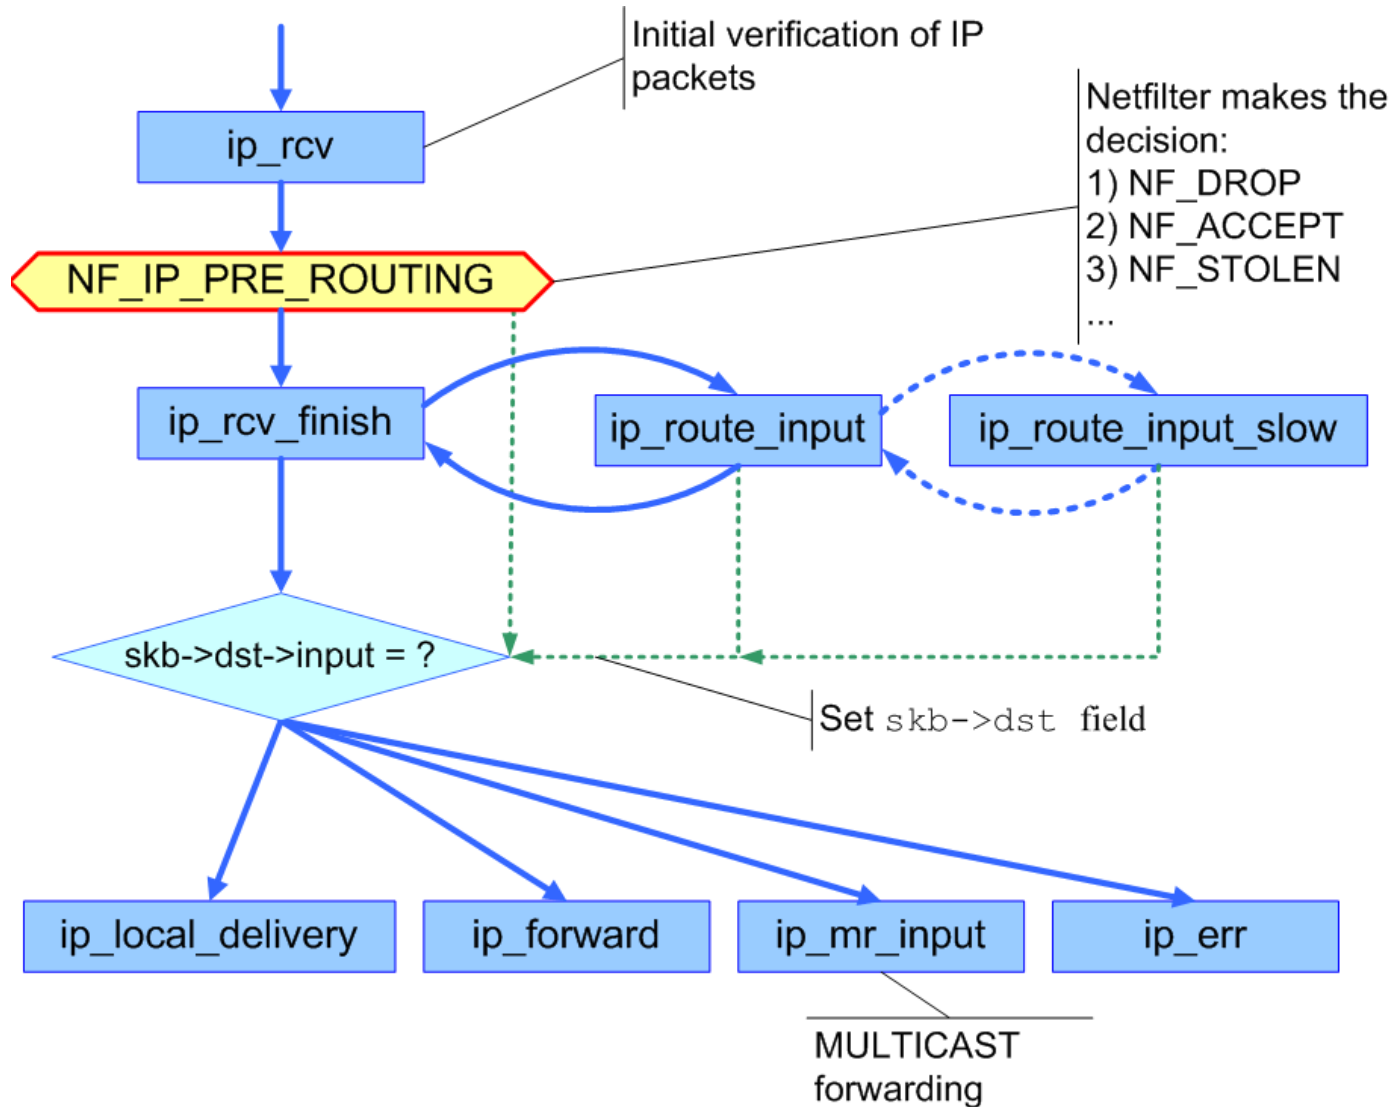 Initial verification of IP
packets
ip_rcv
Netfilter makes the
decision:
1) NF_DROP
2) NF_ACCEPT
3) NF_STOLEN
...
NF_IP_PRE_ROUTING
ip_rcv_finish
ip_route_input
ip_route_input_slow
skb->dst->input = ?
Set skb->dst field
ip_local_delivery
ip_forward
ip_mr_input
ip_err
MULTICAST
forwarding